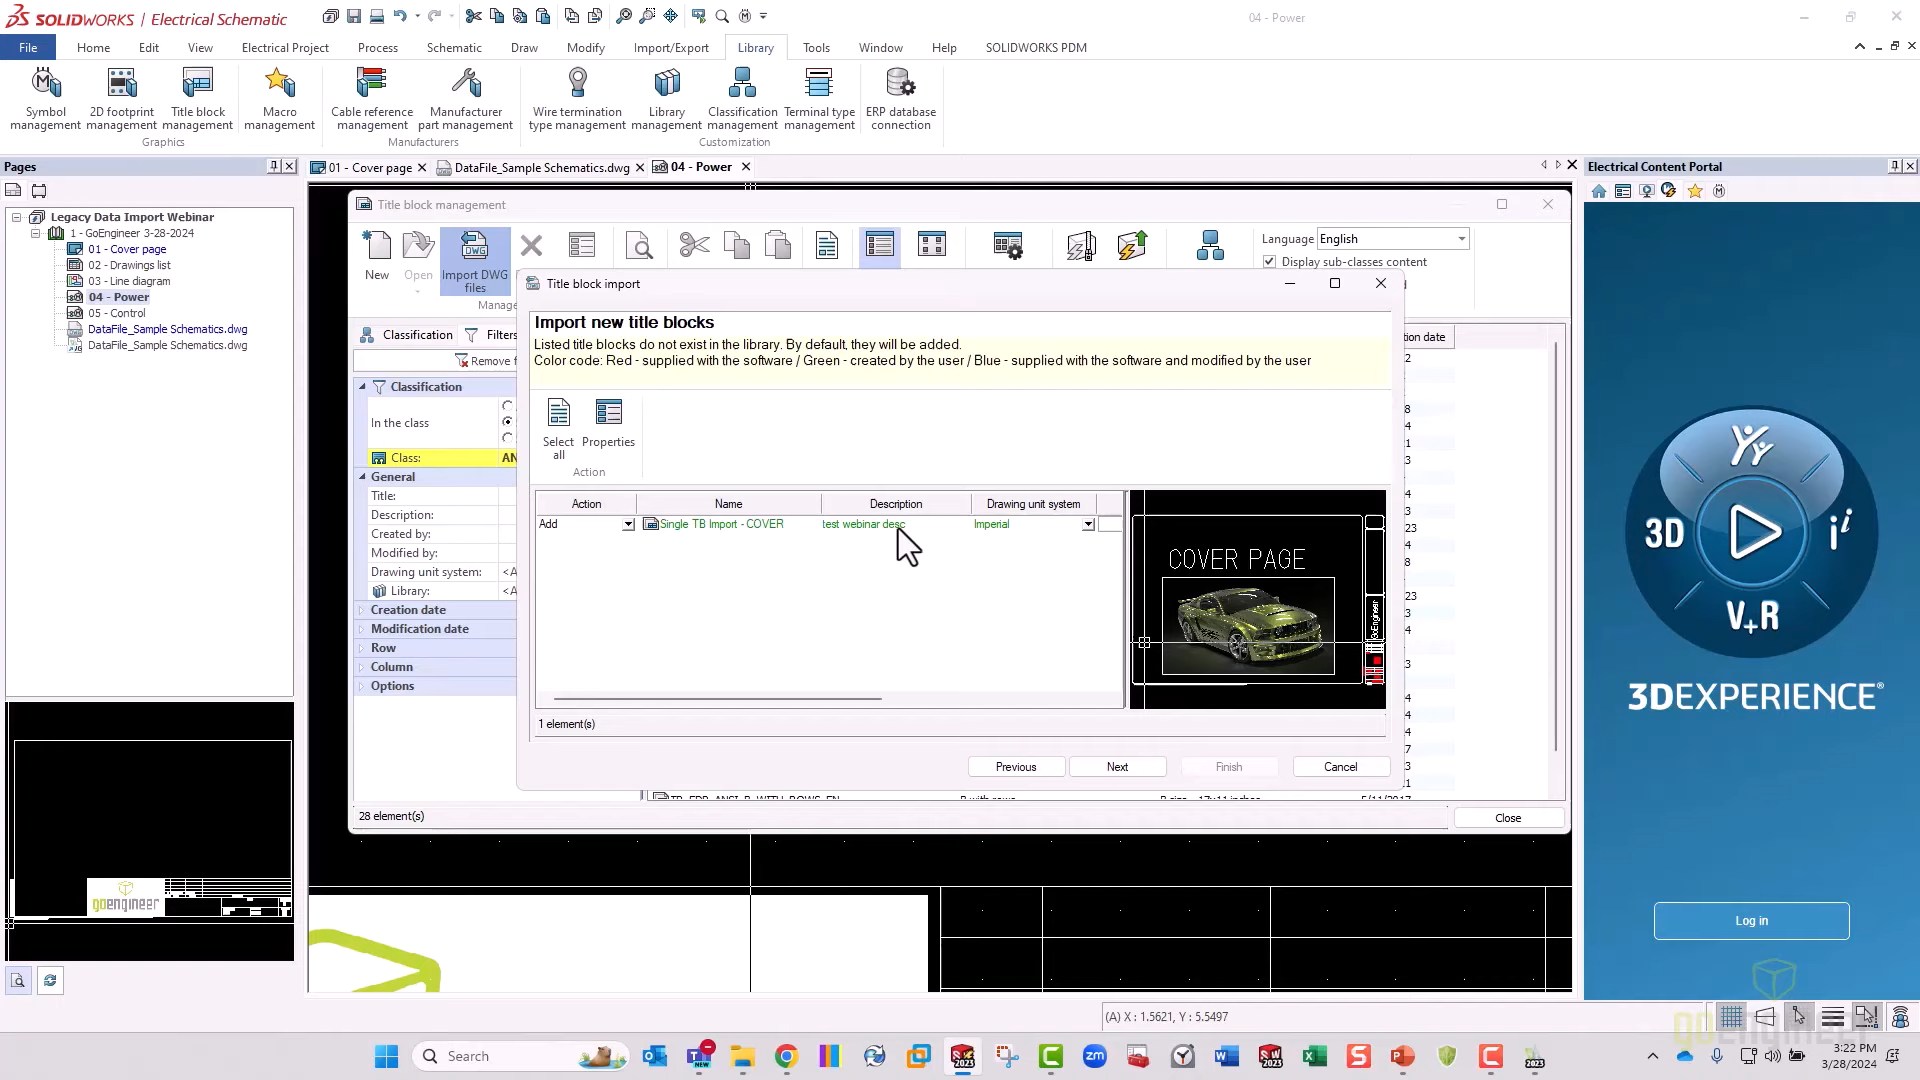 SOLIDWORKS / Electrical Schematic
04 - Power
File Home Edit View Electrical Project Process Schematic Draw Modify Import/Export Library Tools Window Help SOLIDWORKS PDM
Symbol management
2D footprint management
Title block management
Macro management
Cable reference management
Manufacturer part management
Wire termination type management
Library management
Classification management
Terminal type management
ERP database connection
Graphics
Manufacturers
Customization
Pages
Legacy Data Import Webinar
1 - GoEngineer 3-28-2024
01 - Cover page
02 - Drawings list
03 - Line diagram
04 - Power
05 - Control
DataFile_Sample Schematics.dwg
DataFile_Sample Schematics.dwg
goengineer
01 - Cover page
DataFile_Sample Schematics.dwg
04 - Power
Title block management
New
Open
Import DWG files
Language English
Display sub-classes content
Classification
Filters
Classification
In the class
Class: AN
General
Title:
Description:
Created by:
Modified by:
Drawing unit system: <A
Library: <A
Creation date
Modification date
Row
Column
Options
28 element(s)
Close
Title block import
Import new title blocks
Listed title blocks do not exist in the library. By default, they will be added.
Color code: Red - supplied with the software / Green - created by the user / Blue - supplied with the software and modified by the user
Select all
Properties
Action
Action Name Description Drawing unit system
Add Single TB Import - COVER test webinar desc Imperial
COVER PAGE
GoEngineer
1 element(s)
Previous
Next
Finish
Cancel
Electrical Content Portal
3D
V+R
3DEXPERIENCE
Log in
goengineer
(A) X : 1.5621, Y : 5.5497
Search
3:22 PM
3/28/2024